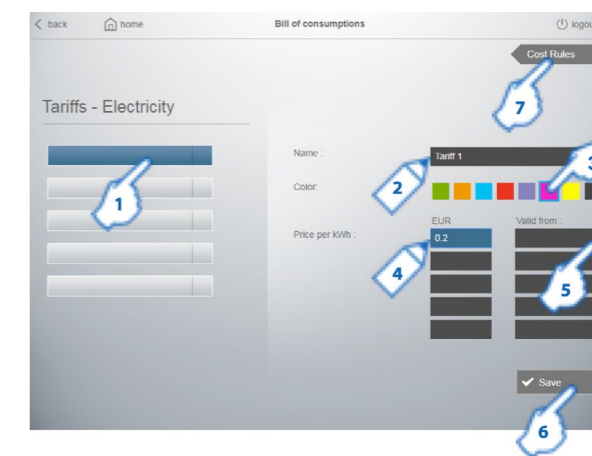 back home Bill of consumptions logou
Cost Rules
7
Tariffs - Electricity
Name :
Tariff 1
3
1
Color:
2
EUR Valid from :
Price per kWh :
0.2
4
5
Save
6